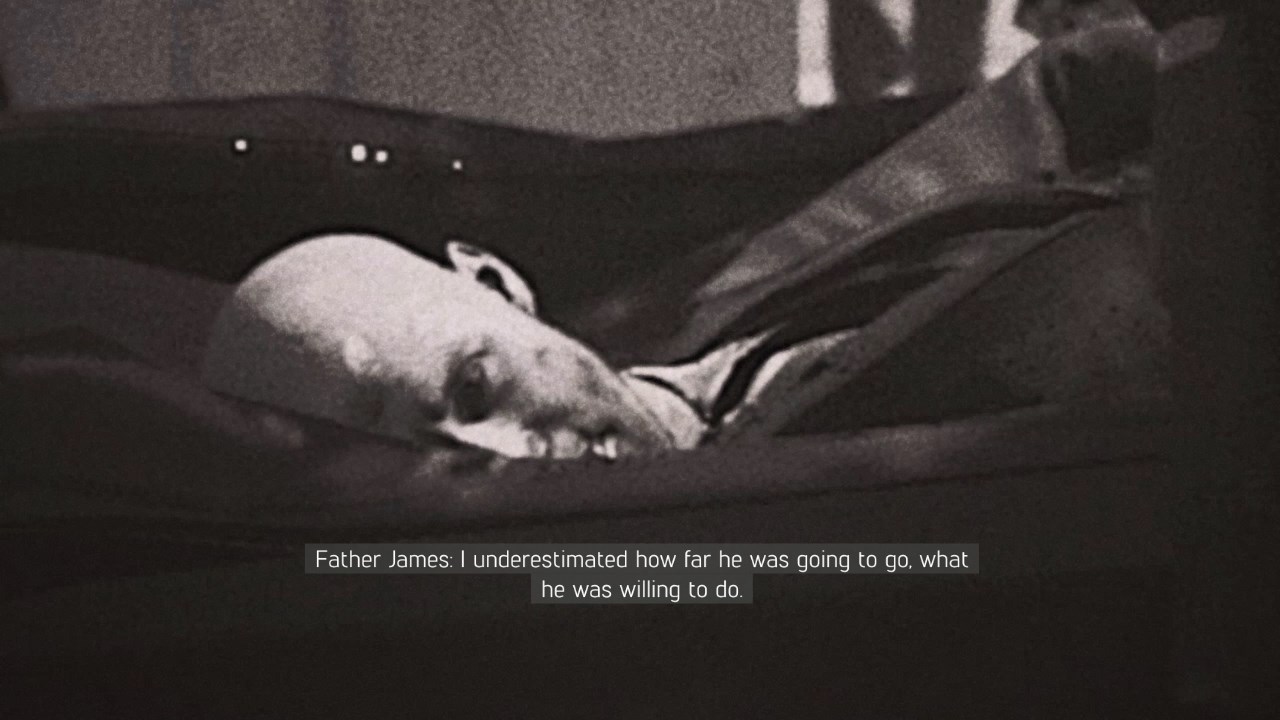 Father James: I underestimated how far he was going to go, what
he was willing to do.